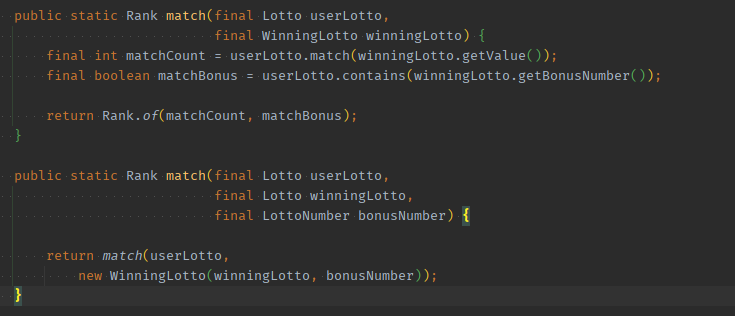 public static Rank match(final Lotto userLotto,
final WinningLotto winningLotto) {
final int matchCount = userLotto.match(winningLotto.getValue());
final boolean matchBonus = userLotto.contains(winningLotto.getBonusNumber());
return Rank.of(matchCount, matchBonus);
}
public static Rank match(final Lotto userLotto,
final Lotto winningLotto,
final LottoNumber bonusNumber) {
return match(userLotto,
new WinningLotto(winningLotto, bonusNumber));
}